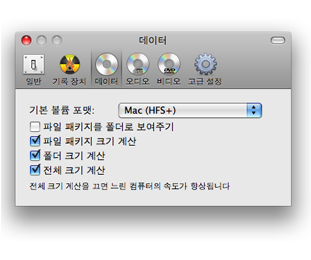 데이터
일반 기록 장치 데이터 오디오 비디오 고급 설정
기본 볼륨 포맷: Mac (HFS+)
파일 패키지를 폴더로 보여주기
파일 패키지 크기 계산
폴더 크기 계산
전체 크기 계산
전체 크기 계산을 끄면 느린 컴퓨터의 속도가 향상됩니다